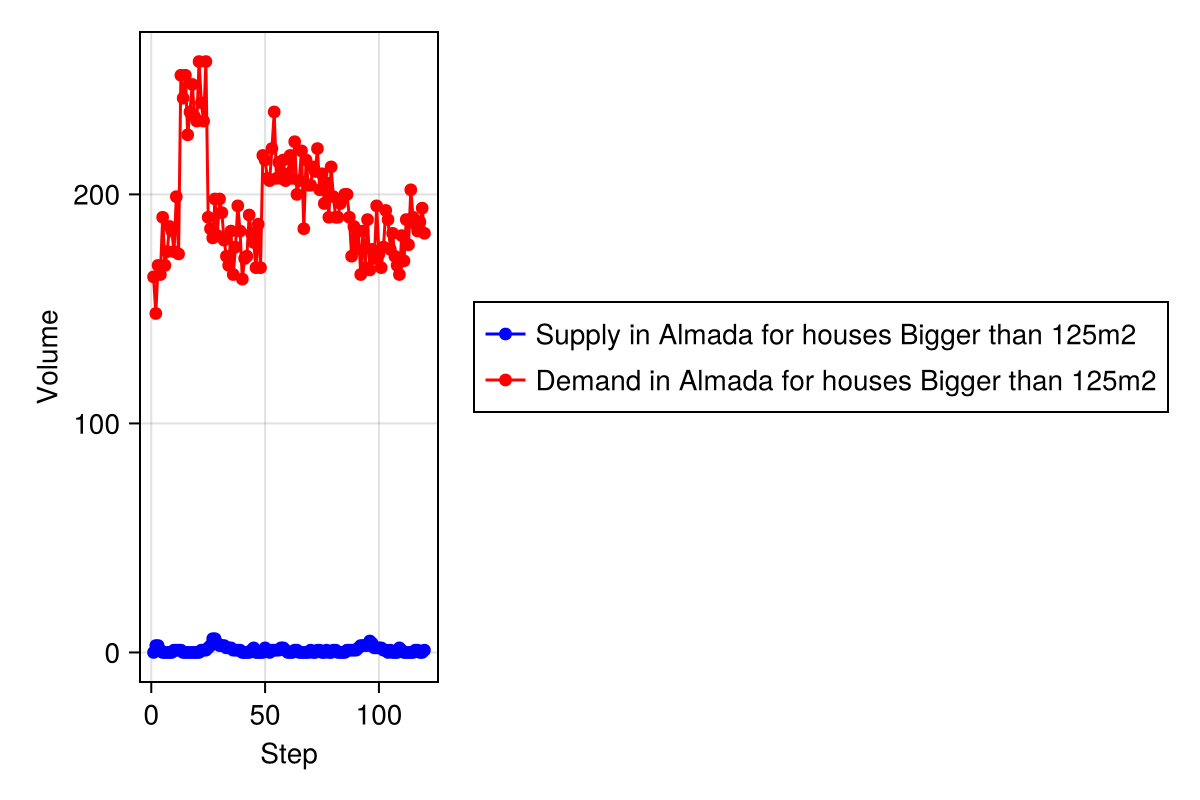 Volume
200
100
0
0 50 100
Step
Supply in Almada for houses Bigger than 125m2
Demand in Almada for houses Bigger than 125m2